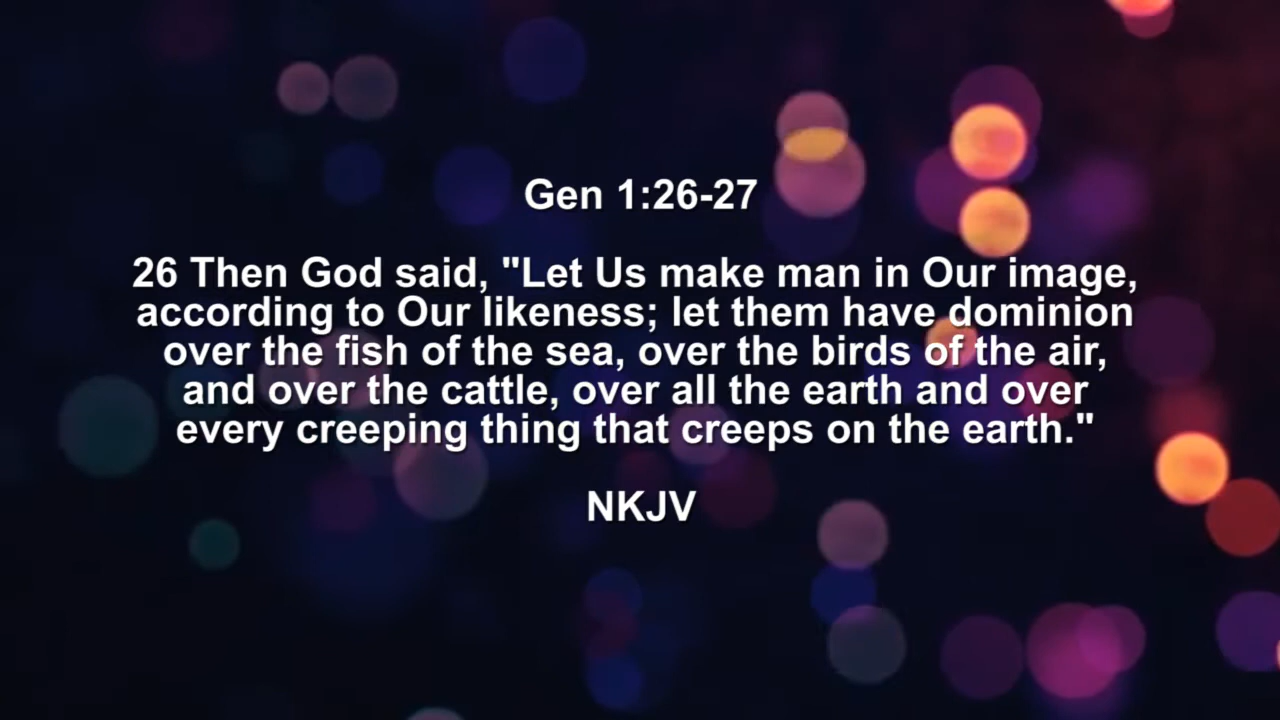 Gen 1:26-27
26 Then God said, "Let Us make man in Our image,
according to Our likeness; let them have dominion
over the fish of the sea, over the birds of the air,
and over the cattle, over all the earth and over
every creeping thing that creeps on the earth."
NKJV